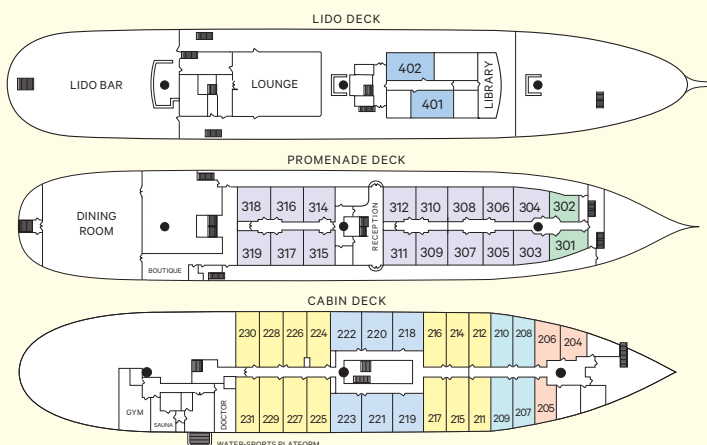 LIDO DECK
LIDO BAR
LOUNGE
402
401
LIBRARY
PROMENADE DECK
DINING
ROOM
BOUTIQUE
318 316 314
319 317 315
RECEPTION
312 310 308 306 304 302
311 309 307 305 303 301
CABIN DECK
230 228 226 224 222 220 218 216 214 212 210 208 206 204
GYM
SAUNA
DOCTOR
231 229 227 225 223 221 219 217 215 211 209 207 205
WATER-SPORTS PLATFORM